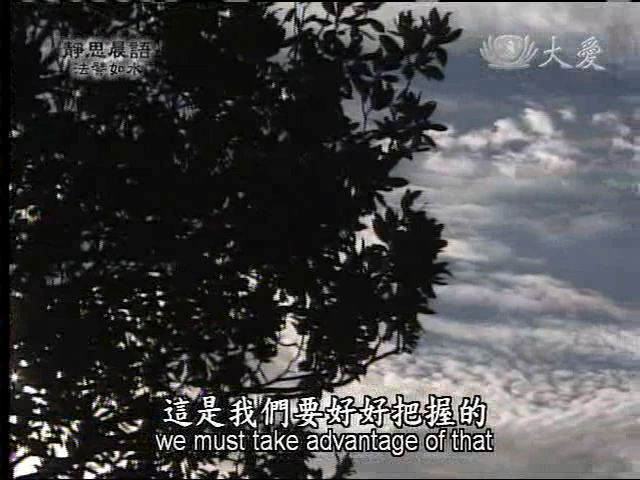 靜思晨語
法譬如水
大愛
這是我們要好好把握的
we must take advantage of that